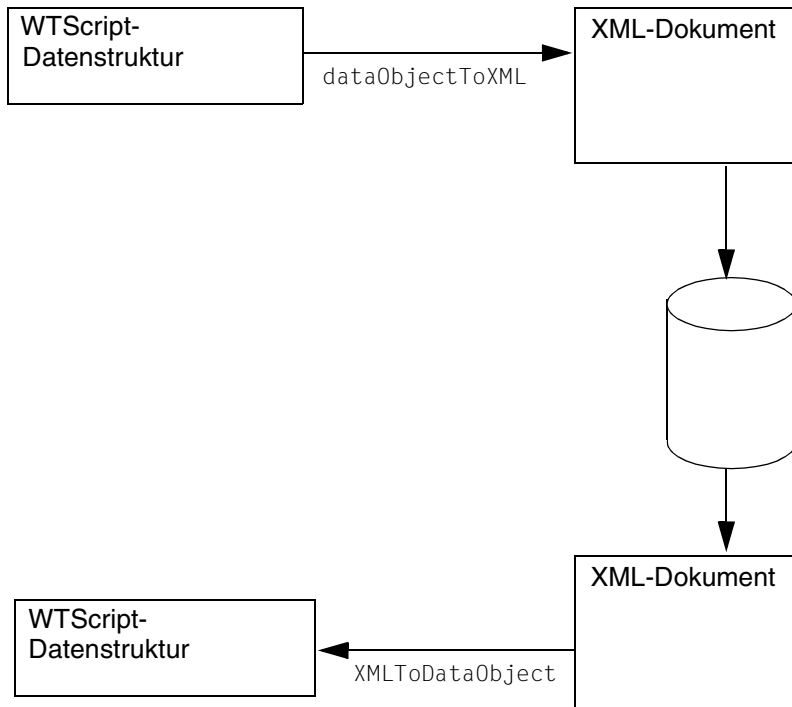 WTScript-
Datenstruktur
dataObjectToXML
XML-Dokument
XML-Dokument
WTScript-
Datenstruktur
XMLToDataObject